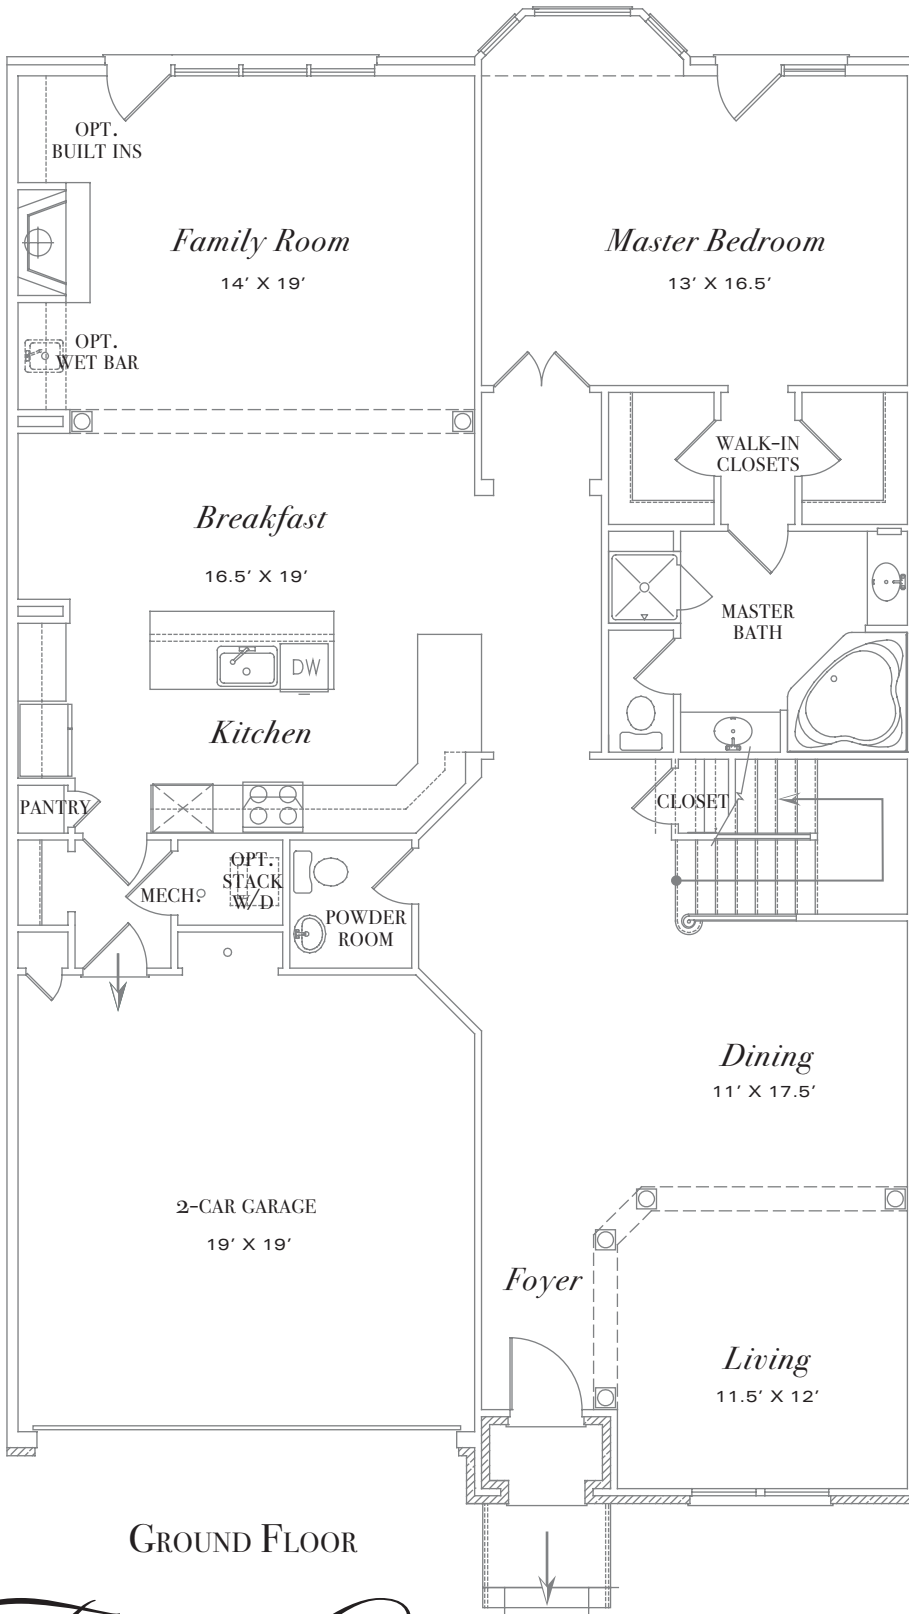 OPT.
BUILT INS
Family Room
14' X 19'
Master Bedroom
13' X 16.5'
OPT.
WET BAR
WALK-IN
CLOSETS
Breakfast
16.5' X 19'
MASTER
BATH
DW
Kitchen
PANTRY
CLOSET
MECH.
OPT.
STACK
W/D
POWDER
ROOM
Dining
11' X 17.5'
2-CAR GARAGE
19' X 19'
Foyer
Living
11.5' X 12'
GROUND FLOOR